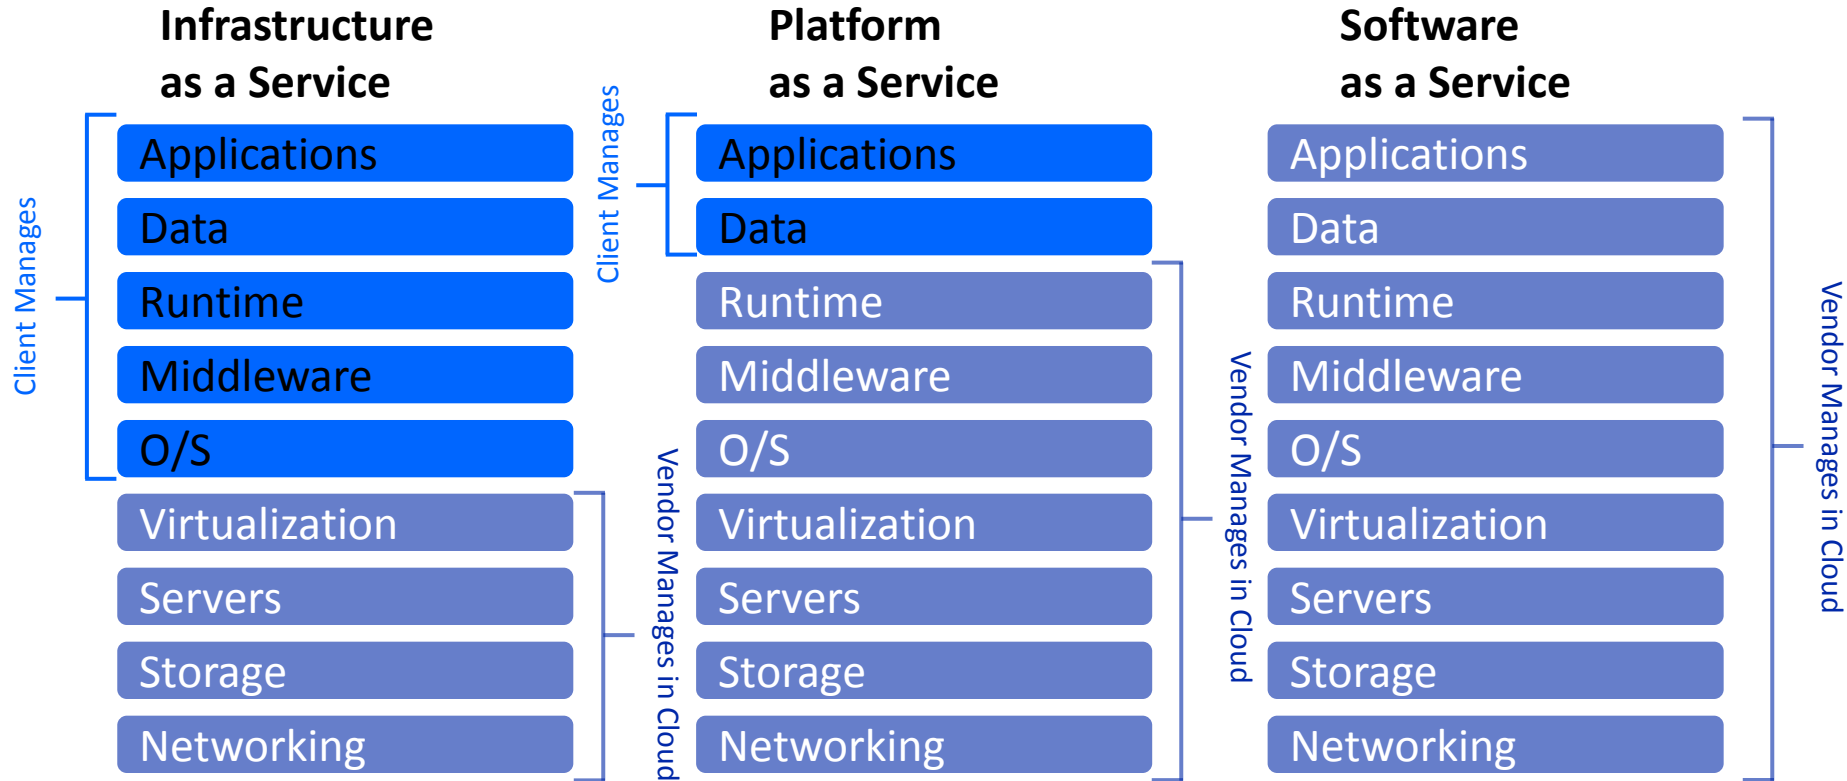 Infrastructure
as a Service
Client Manages
Applications
Data
Runtime
Middleware
O/S
Virtualization
Servers
Storage
Networking
Vendor Manages in Cloud
Platform
as a Service
Client Manages
Applications
Data
Runtime
Middleware
O/S
Virtualization
Servers
Storage
Networking
Vendor Manages in Cloud
Software
as a Service
Applications
Data
Runtime
Middleware
O/S
Virtualization
Servers
Storage
Networking
Vendor Manages in Cloud